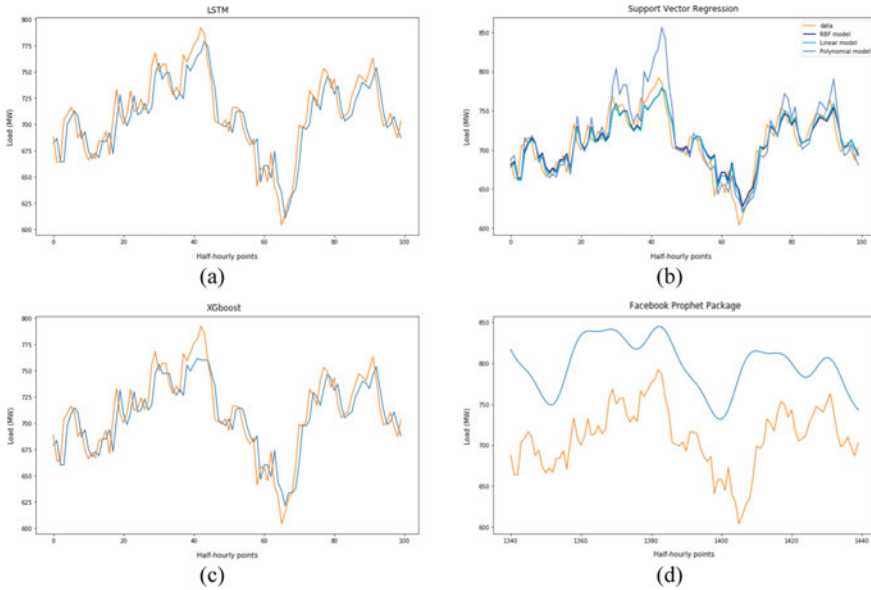 LSTM
Load (MW)
800
775
750
725
700
675
650
625
600
0 20 40 60 80 100
Half-hourly points
(a)
Support Vector Regression
data
RBF model
Linear model
Polynomial model
Load (MW)
850
800
750
700
650
600
0 20 40 60 80 100
Half-hourly points
(b)
XGboost
Load (MW)
800
775
750
725
700
675
650
625
600
0 20 40 60 80 100
Half-hourly points
(c)
Facebook Prophet Package
Load (MW)
850
800
750
700
650
600
1340 1360 1380 1400 1420 1440
Half-hourly points
(d)